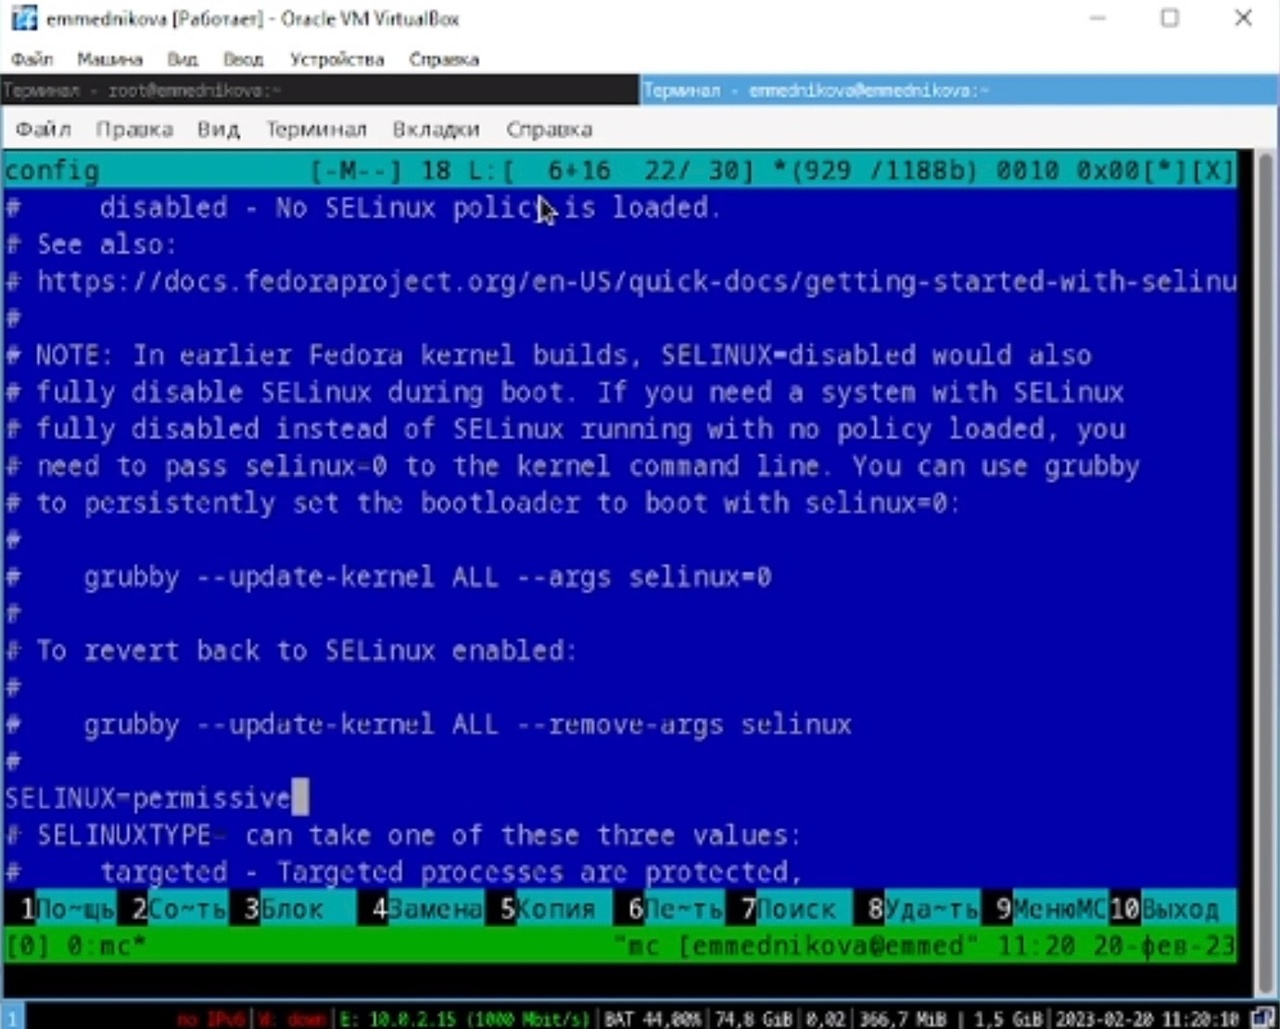 emmednikova [Работает] - Oracle VM VirtualBox
Файл Машина Вид Ввод Устройства Справка
Терминал - root@emmednikova:~ Терминал - emmednikova@emmednikova:~
Файл Правка Вид Терминал Вкладки Справка
config [-M--] 18 L:[ 6+16 22/ 30] *(929 /1188b) 0010 0x00[*][X]
# disabled - No SELinux policy is loaded.
# See also:
# https://docs.fedoraproject.org/en-US/quick-docs/getting-started-with-selinu
#
# NOTE: In earlier Fedora kernel builds, SELINUX=disabled would also
# fully disable SELinux during boot. If you need a system with SELinux
# fully disabled instead of SELinux running with no policy loaded, you
# need to pass selinux=0 to the kernel command line. You can use grubby
# to persistently set the bootloader to boot with selinux=0:
#
# grubby --update-kernel ALL --args selinux=0
#
# To revert back to SELinux enabled:
#
# grubby --update-kernel ALL --remove-args selinux
#
SELINUX=permissive
# SELINUXTYPE= can take one of these three values:
# targeted - Targeted processes are protected,
1По~щь 2Со~ть 3Блок 4Замена 5Копия 6Пе~ть 7Поиск 8Уда~ть 9МенюMC 10Выход
[0] 0:mc* "mc [emmednikova@emmed" 11:20 20-фев-23
1 no IPv6|W: down|E: 10.0.2.15 (1000 Mbit/s)|BAT 44,00%|74,8 GiB|0,02|366,7 MiB | 1,5 GiB|2023-02-20 11:20:10